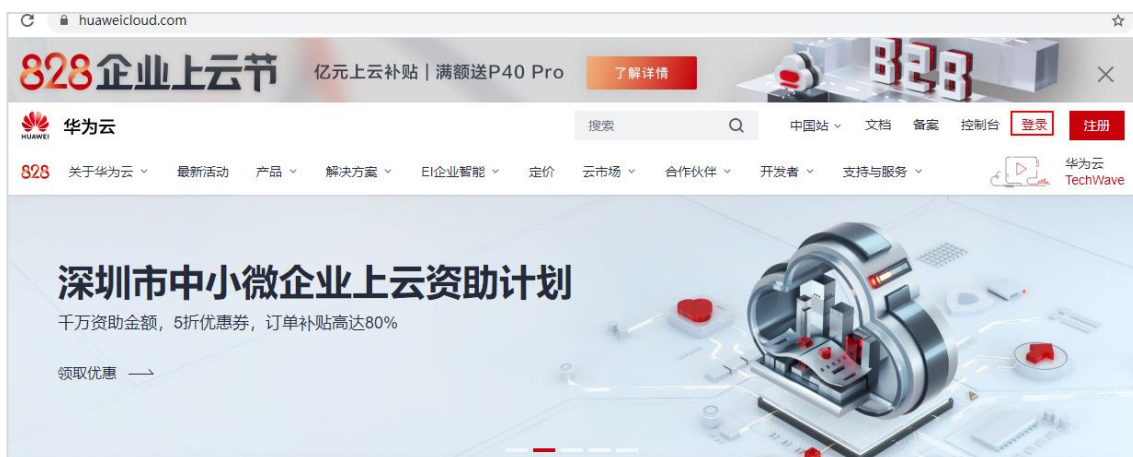 huaweicloud.com
828企业上云节
亿元上云补贴 | 满额送P40 Pro
了解详情
828
HUAWEI
华为云
搜索
中国站
文档
备案
控制台
登录
注册
828
关于华为云
最新活动
产品
解决方案
EI企业智能
定价
云市场
合作伙伴
开发者
支持与服务
华为云
TechWave
深圳市中小微企业上云资助计划
千万资助金额，5折优惠券，订单补贴高达80%
领取优惠